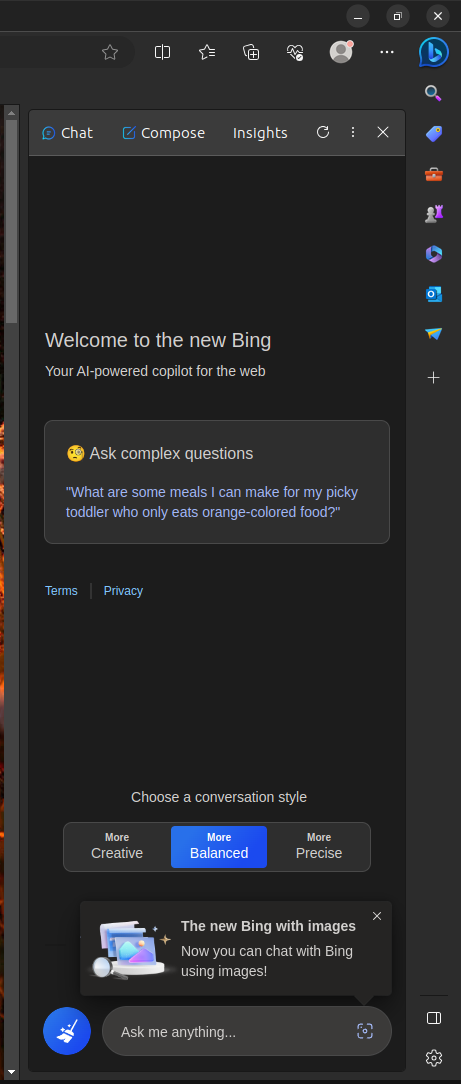 Chat Compose Insights
Welcome to the new Bing
Your AI-powered copilot for the web
🧐 Ask complex questions
"What are some meals I can make for my picky
toddler who only eats orange-colored food?"
Terms Privacy
Choose a conversation style
More More More
Creative Balanced Precise
The new Bing with images
Now you can chat with Bing
using images!
Ask me anything...